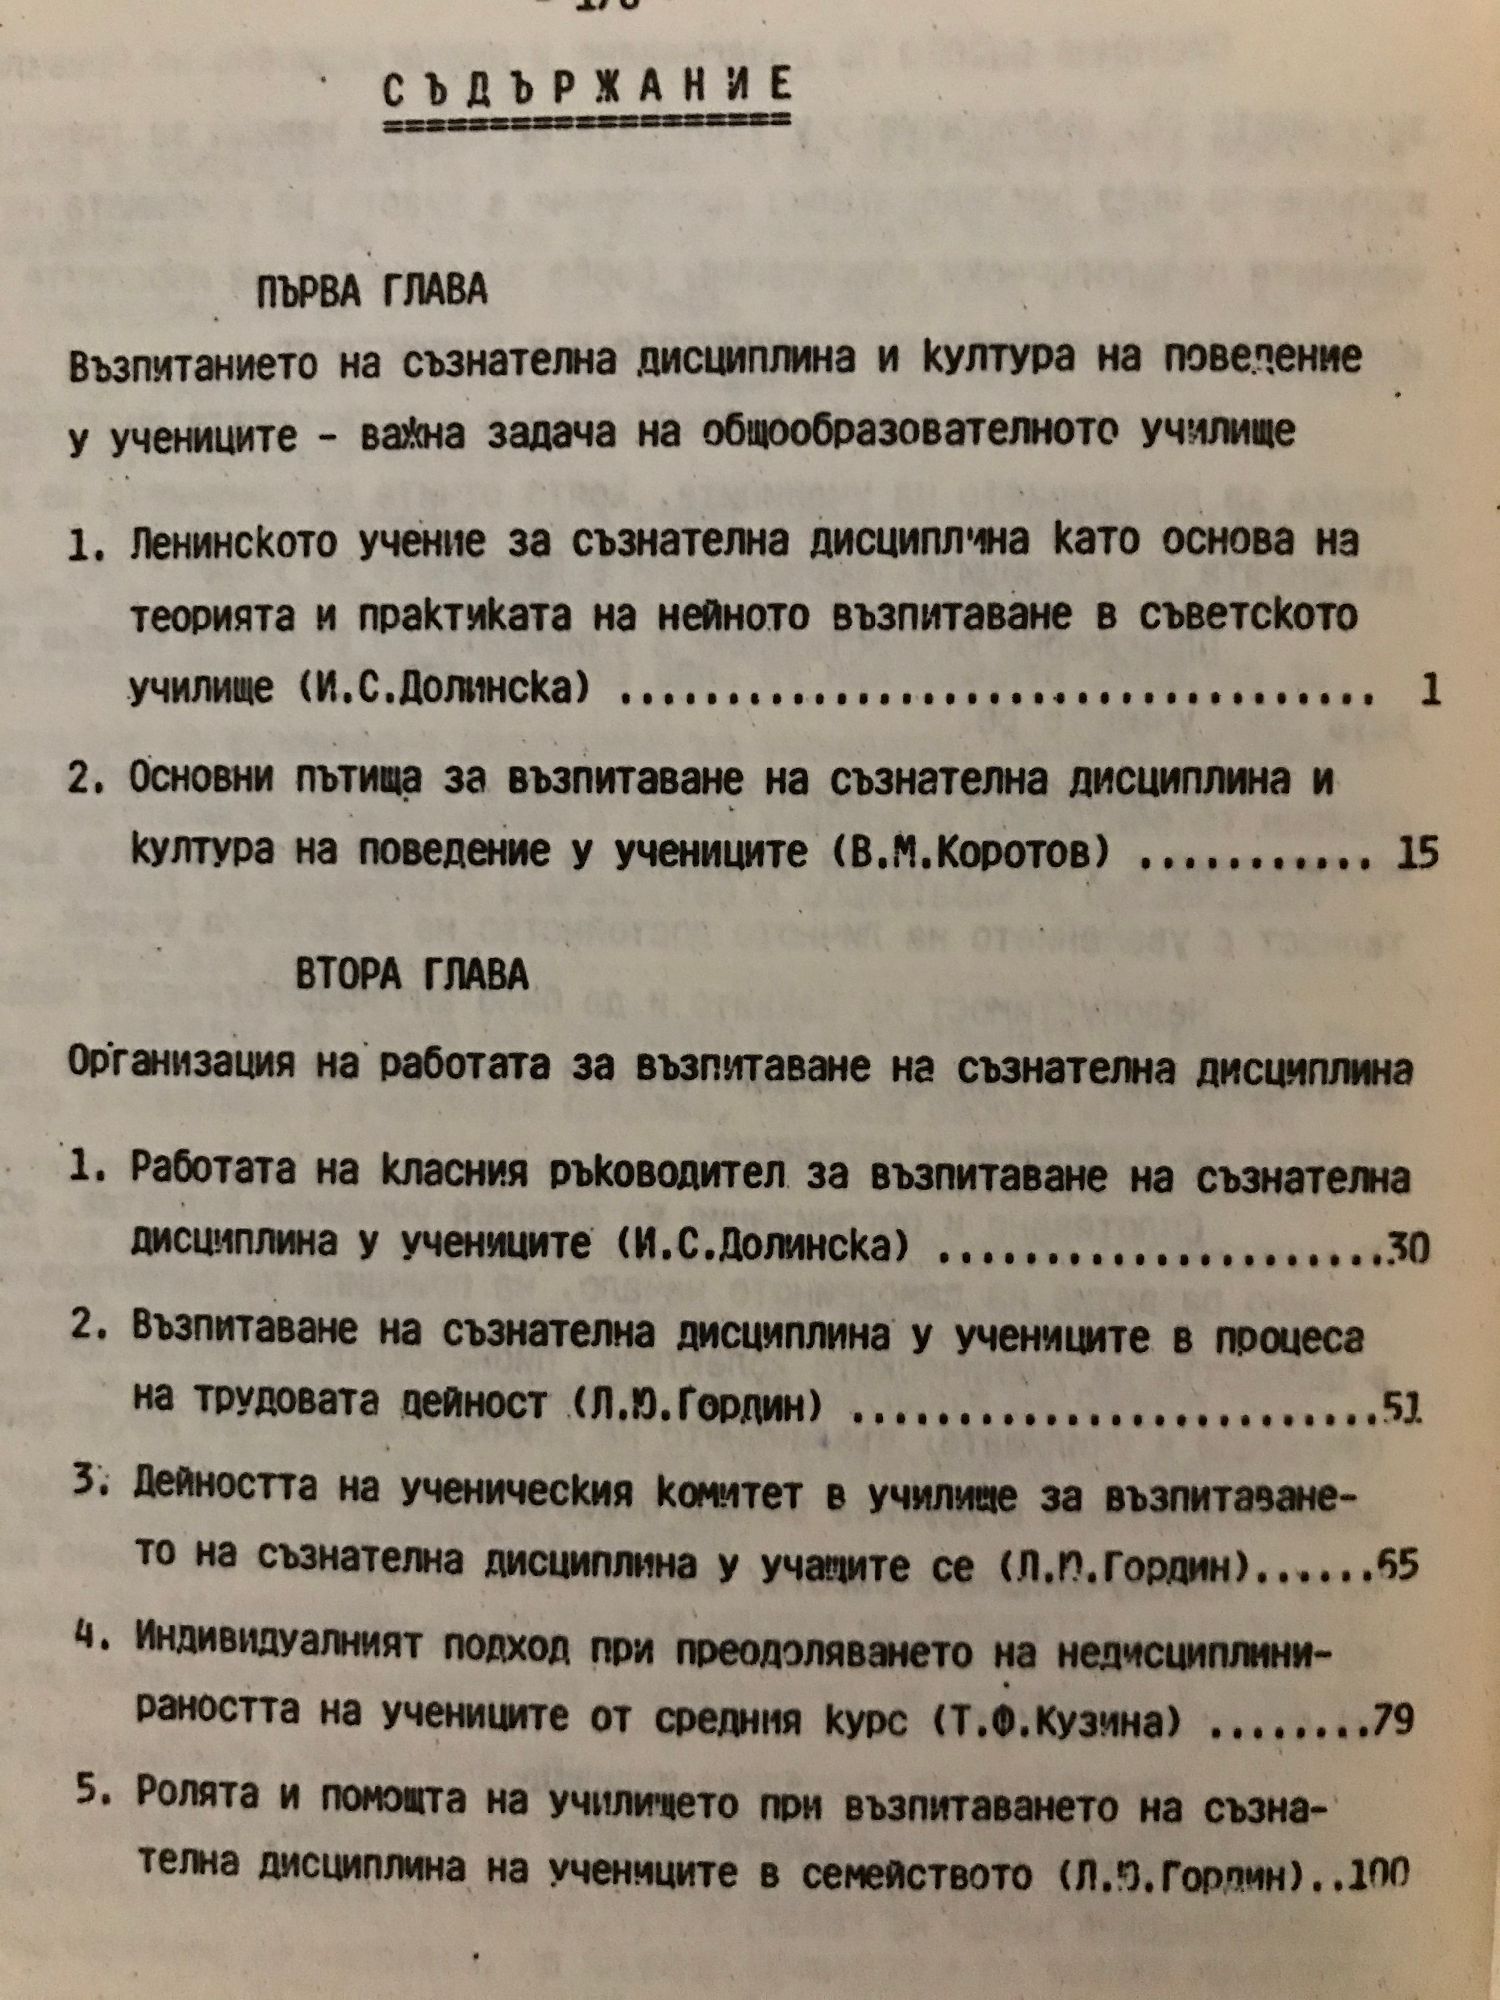 СЪДЪРЖАНИЕ
ПЪРВА ГЛАВА
Възпитанието на съзнателна дисциплина и култура на поведение
у учениците – важна задача на общообразователното училище
1. Ленинското учение за съзнателна дисциплина като основа на
теорията и практиката на нейното възпитаване в съветското
училище (И.С.Долинска) ................................... 1
2. Основни пътища за възпитаване на съзнателна дисциплина и
култура на поведение у учениците (В.М.Коротов) ........... 15
ВТОРА ГЛАВА
Организация на работата за възпитаване на съзнателна дисциплина
1. Работата на класния ръководител за възпитаване на съзнателна
дисциплина у учениците (И.С.Долинска) ......................30
2. Възпитаване на съзнателна дисциплина у учениците в процеса
на трудовата дейност (Л.Ю.Гордин) .........................51
3. Дейността на ученическия комитет в училище за възпитаване-
то на съзнателна дисциплина у учащите се (Л.Ю.Гордин)......65
4. Индивидуалният подход при преодоляването на недисциплини-
раността на учениците от средния курс (Т.Ф.Кузина) ........79
5. Ролята и помощта на училището при възпитаването на съзна-
телна дисциплина на учениците в семейството (Л.Ю.Гордин)..100